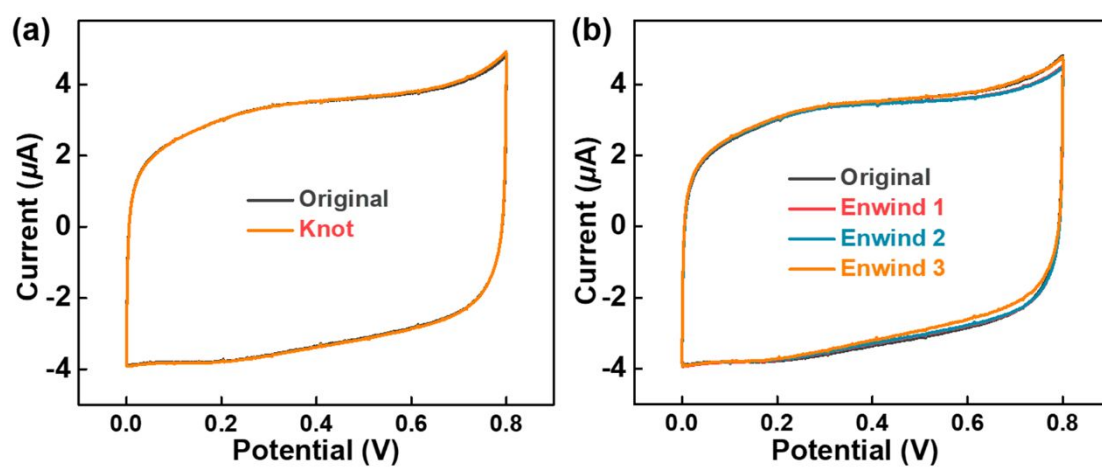 (a)
Current (µA)
4
2
0
-2
-4
Original
Knot
0.0 0.2 0.4 0.6 0.8
Potential (V)
(b)
Current (µA)
4
2
0
-2
-4
Original
Enwind 1
Enwind 2
Enwind 3
0.0 0.2 0.4 0.6 0.8
Potential (V)